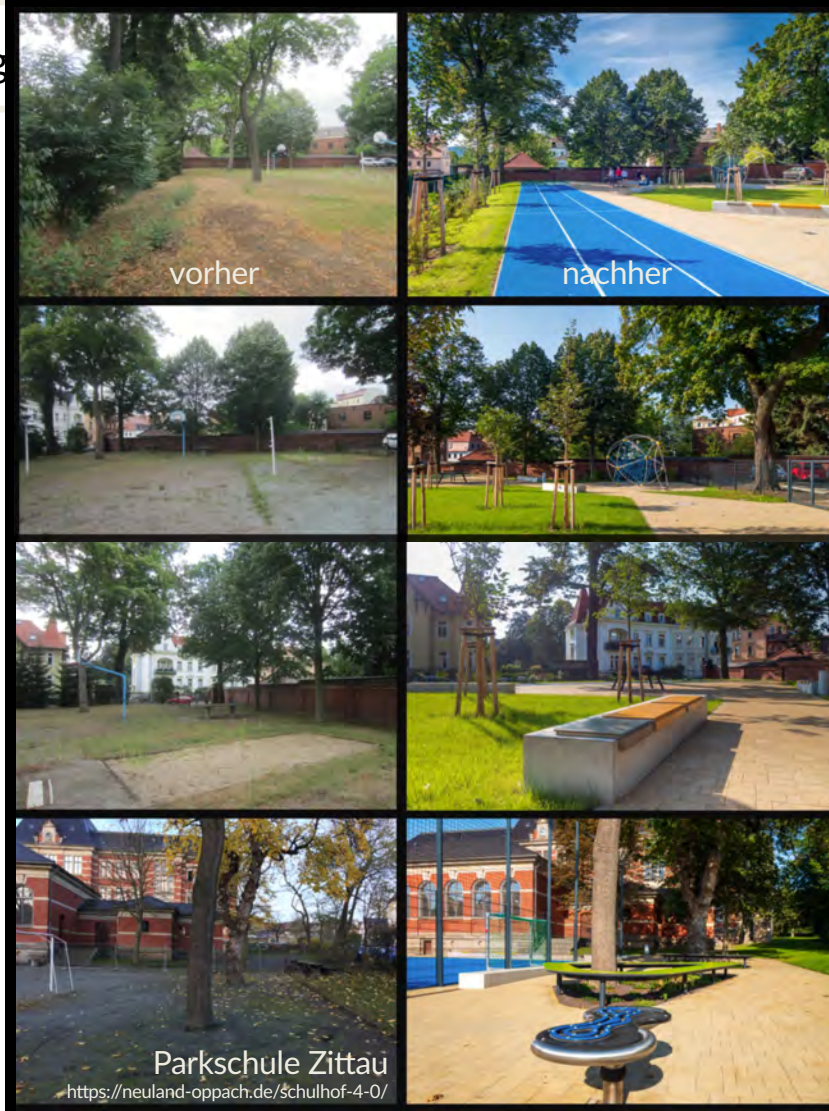 g
vorher
nachher
Parkschule Zittau
https://neuland-oppach.de/schulhof-4-0/